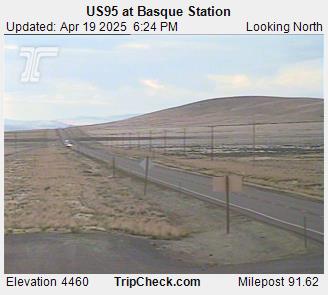 US95 at Basque Station
Updated: Apr 19 2025 6:24 PM Looking North
Elevation 4460 TripCheck.com Milepost 91.62